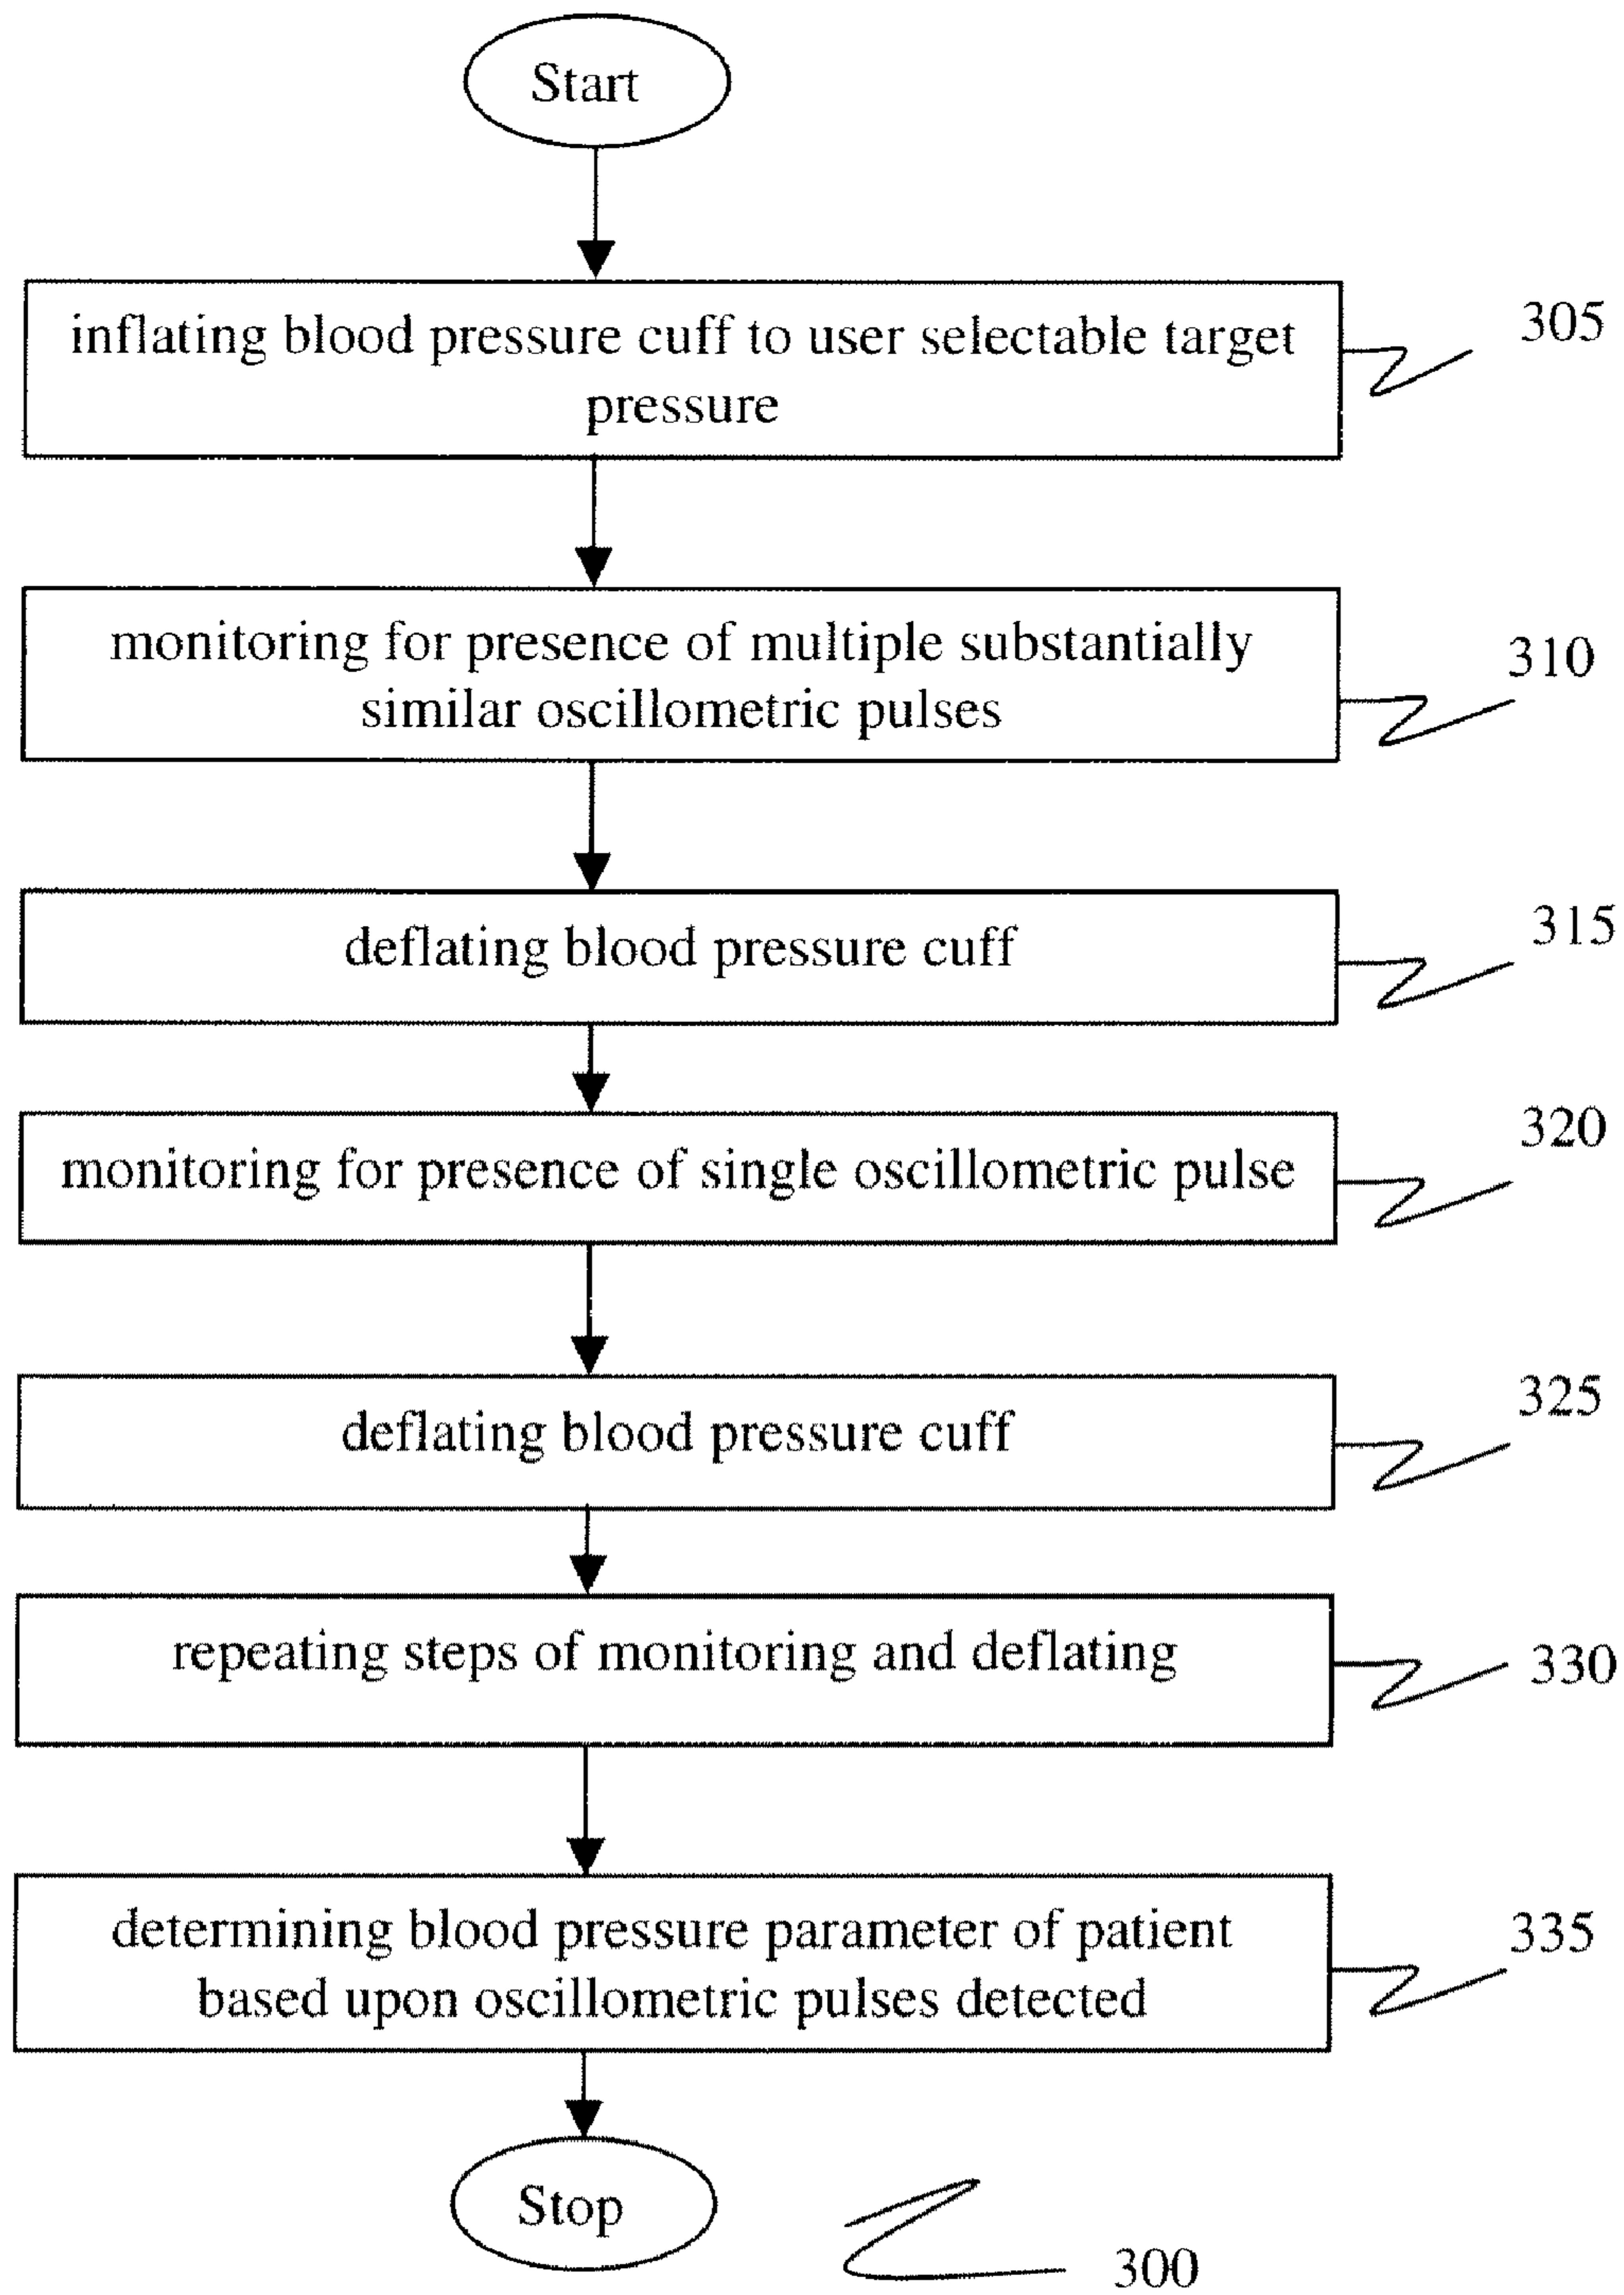 Start
inflating blood pressure cuff to user selectable target
pressure
305
monitoring for presence of multiple substantially
similar oscillometric pulses
310
deflating blood pressure cuff
315
monitoring for presence of single oscillometric pulse
320
deflating blood pressure cuff
325
repeating steps of monitoring and deflating
330
determining blood pressure parameter of patient
based upon oscillometric pulses detected
335
Stop
300